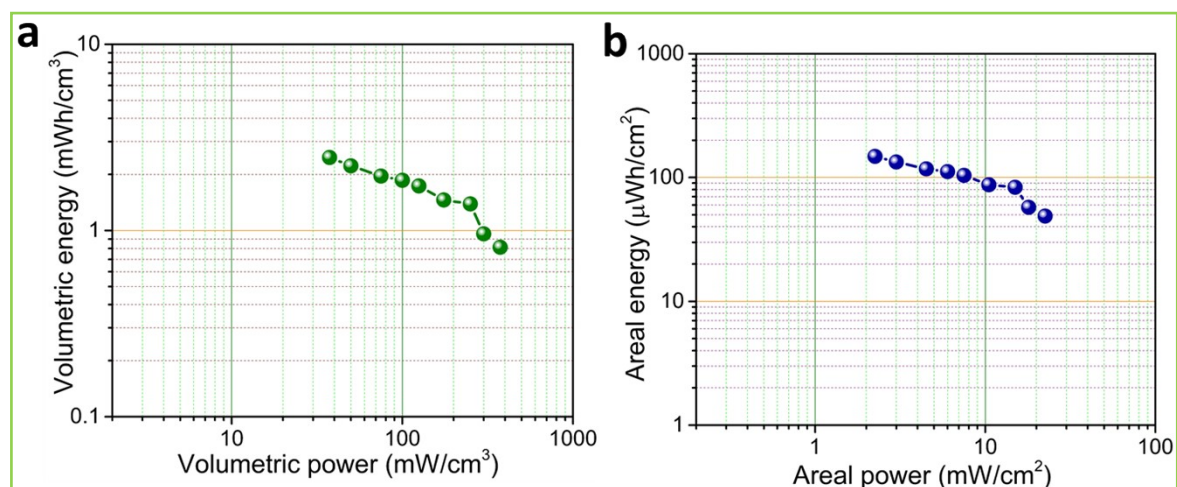 a
Volumetric energy (mWh/cm³)
10
1
0.1
10 100 1000
Volumetric power (mW/cm³)
b
Areal energy (μWh/cm²)
1000
100
10
1
1 10 100
Areal power (mW/cm²)